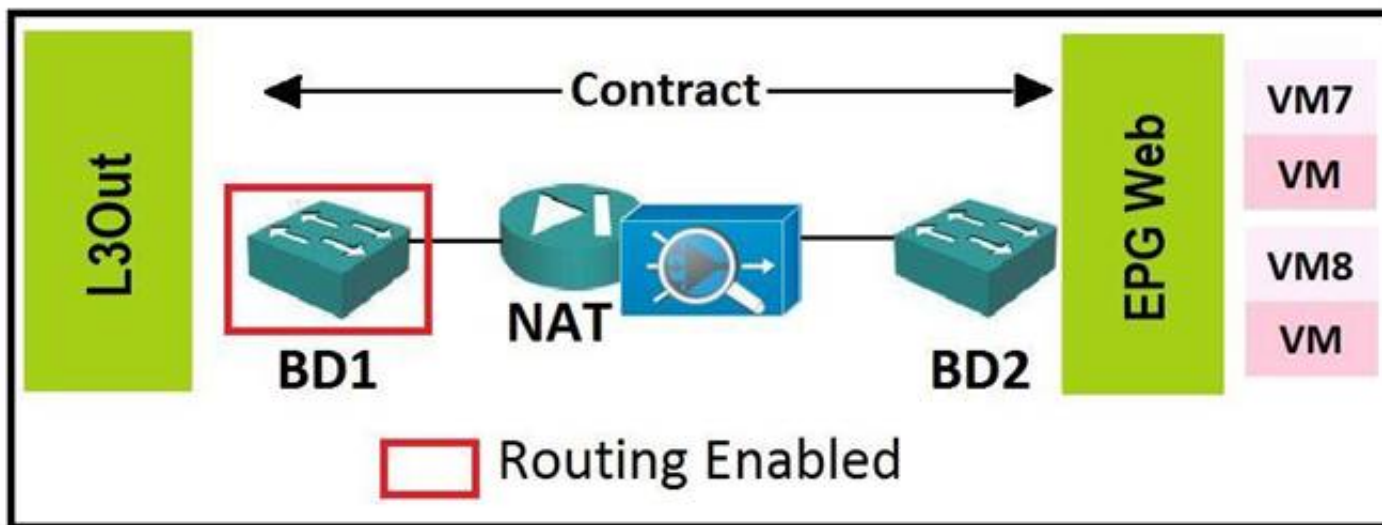 L3Out
Contract
NAT
BD1
BD2
EPG Web
VM7
VM
VM8
VM
Routing Enabled